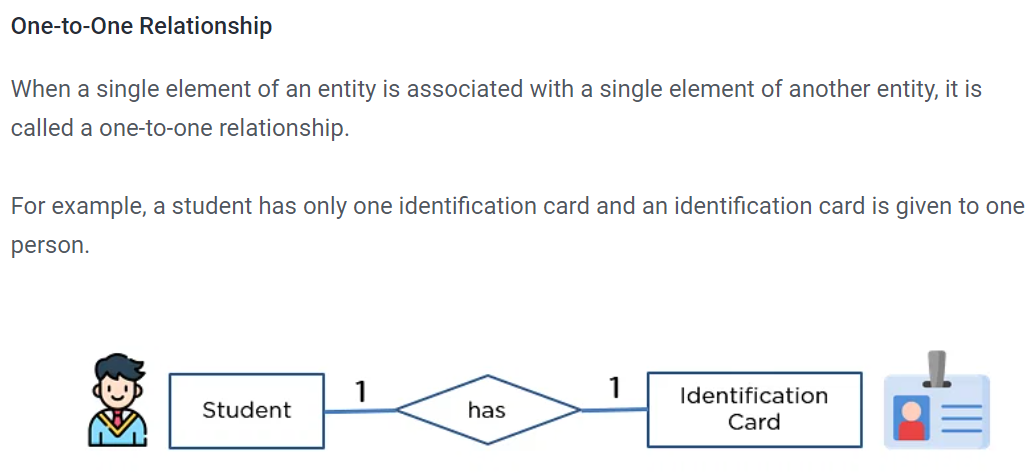 One-to-One Relationship
When a single element of an entity is associated with a single element of another entity, it is
called a one-to-one relationship.
For example, a student has only one identification card and an identification card is given to one
person.
Student
1
has
1
Identification
Card